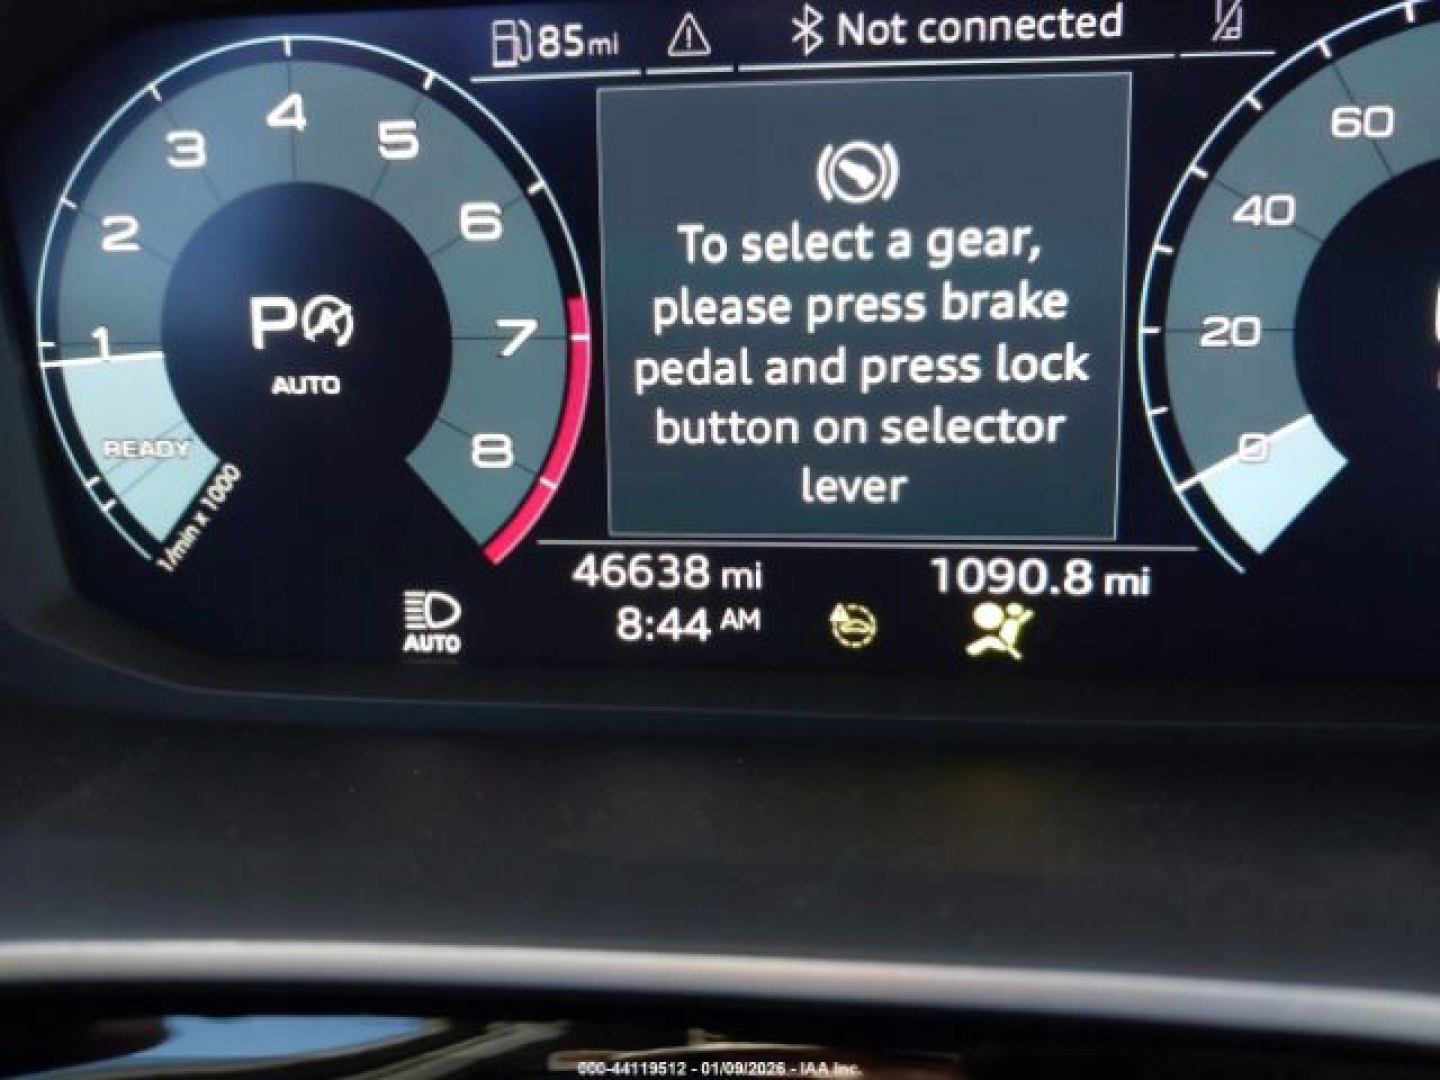 85 mi
Not connected
1
2
3
4
5
6
7
8
P
AUTO
READY
1/min x 1000
To select a gear,
please press brake
pedal and press lock
button on selector
lever
0
20
40
60
46638 mi
1090.8 mi
8:44 AM
AUTO
000-44119512 - 01/09/2026 - IAA Inc.